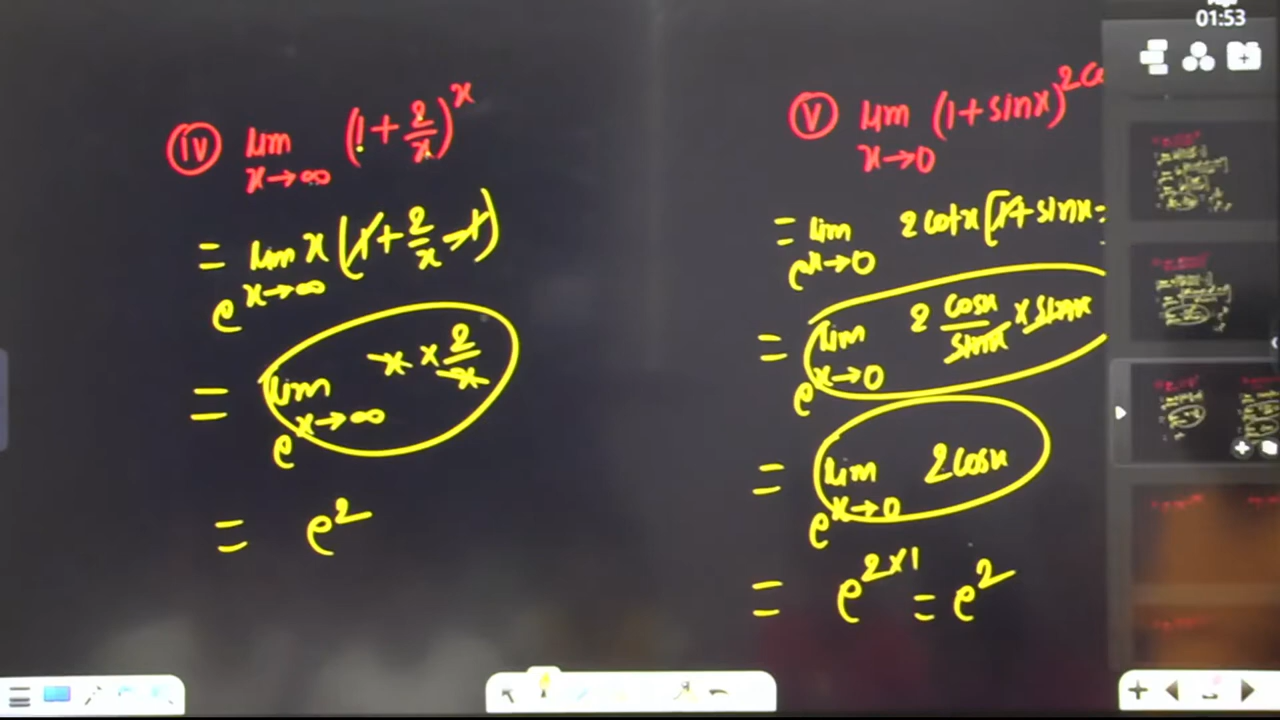 01:53
(iv) lim x→∞ (1 + 2/x)^x
= e^lim x→∞ x(1 + 2/x - 1)
= e^lim x→∞ x × 2/x
= e^2
(v) lim x→0 (1 + sinx)^2co
= e^lim x→0 2cotx[1 + sinx -
= e^lim x→0 2 cosx/sinx × sinx
= e^lim x→0 2cosx
= e^2×1 = e^2